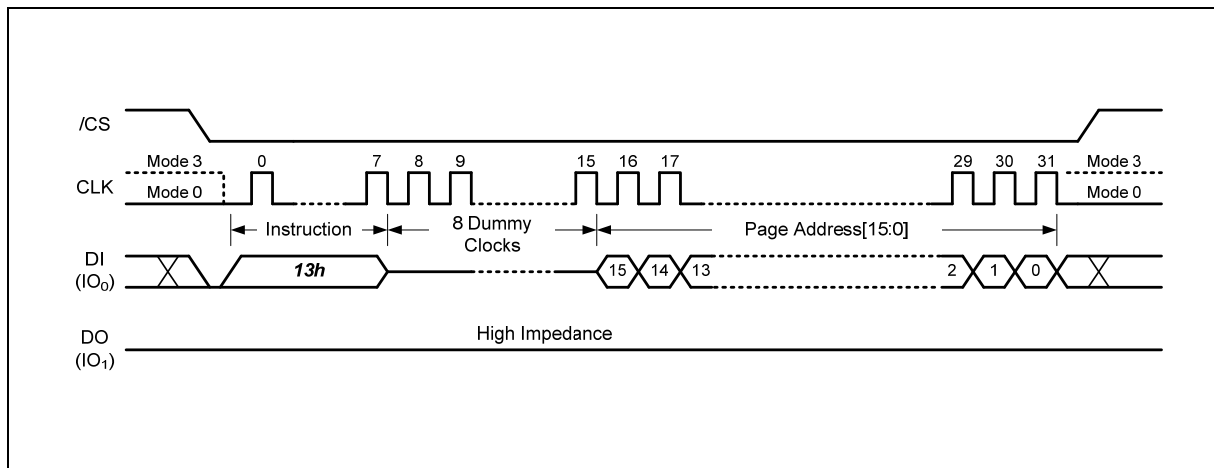 /CS
Mode 3 0 7 8 9 15 16 17 29 30 31 Mode 3
CLK
Mode 0 Mode 0
Instruction 8 Dummy Clocks Page Address[15:0]
DI
(IO0)
13h 15 14 13 2 1 0
High Impedance
DO
(IO1)